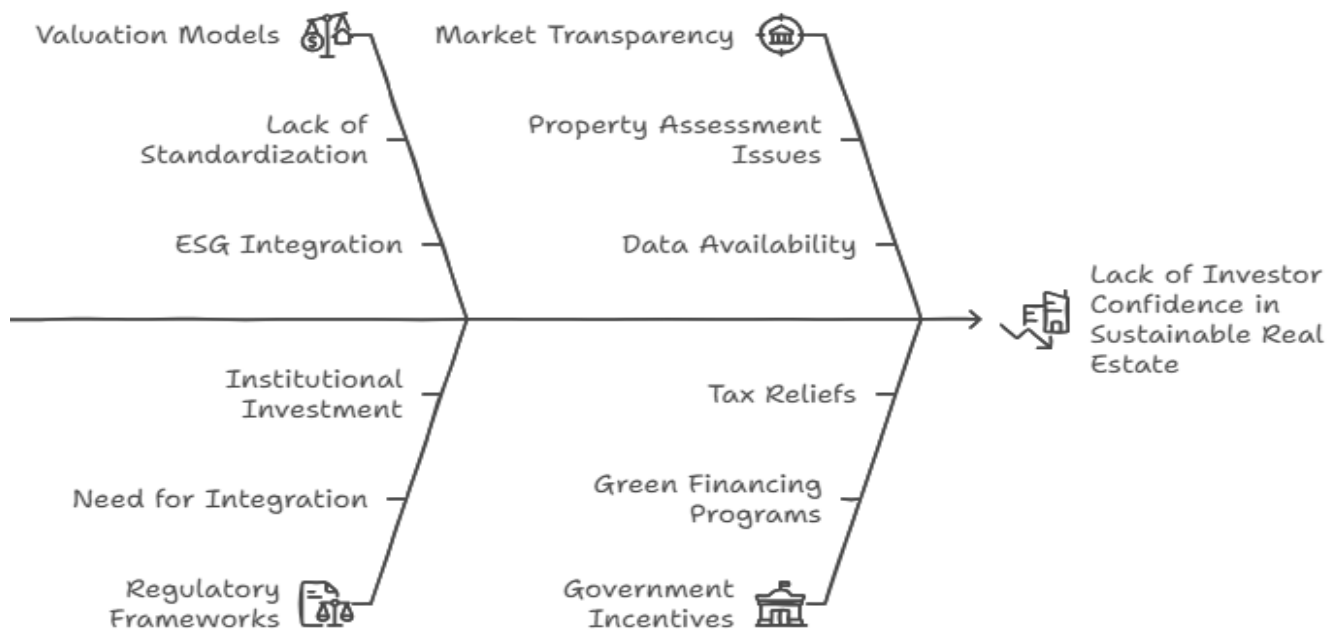 Valuation Models
Market Transparency
Lack of
Standardization
Property Assessment
Issues
ESG Integration
Data Availability
Lack of Investor
Confidence in
Sustainable Real
Estate
Institutional
Investment
Tax Reliefs
Need for Integration
Green Financing
Programs
Regulatory
Frameworks
Government
Incentives